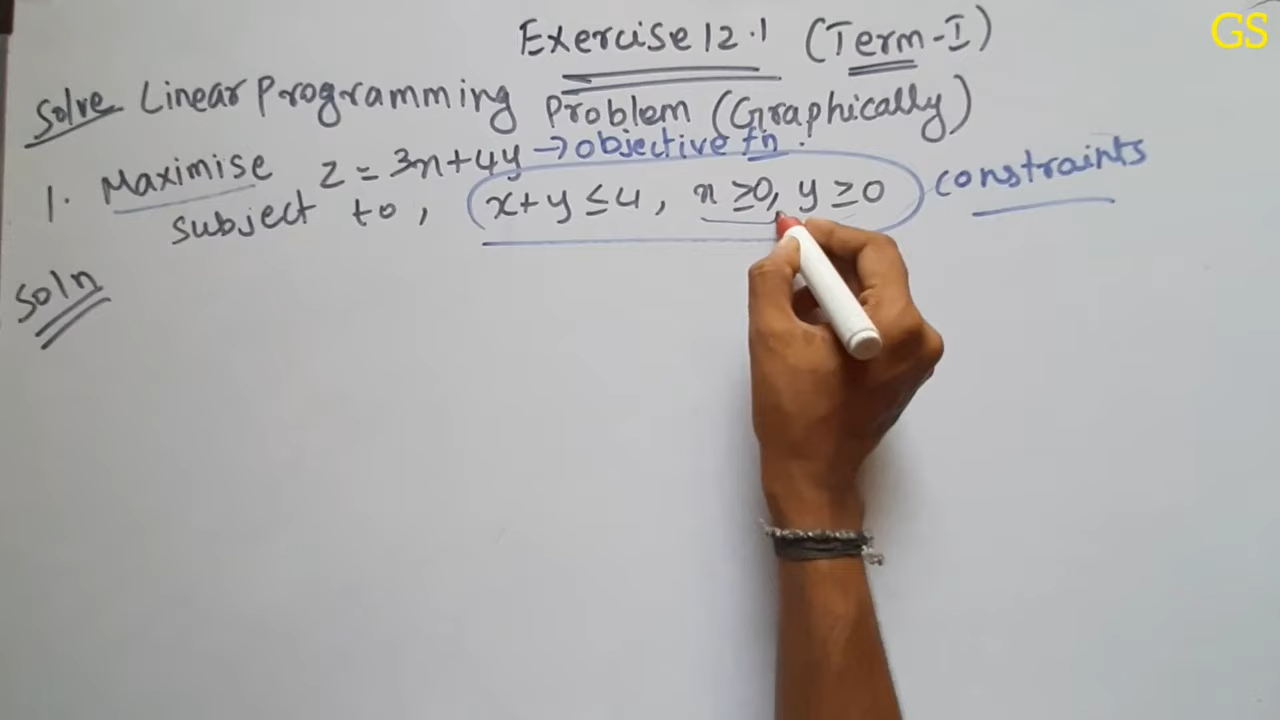 GS
Exercise 12.1 (Term-I)
Solve Linear Programming Problem (Graphically)
1. Maximise Z = 3x+4y → objective fn.
subject to, x+y ≤ 4, x ≥ 0, y ≥ 0 constraints
Soln